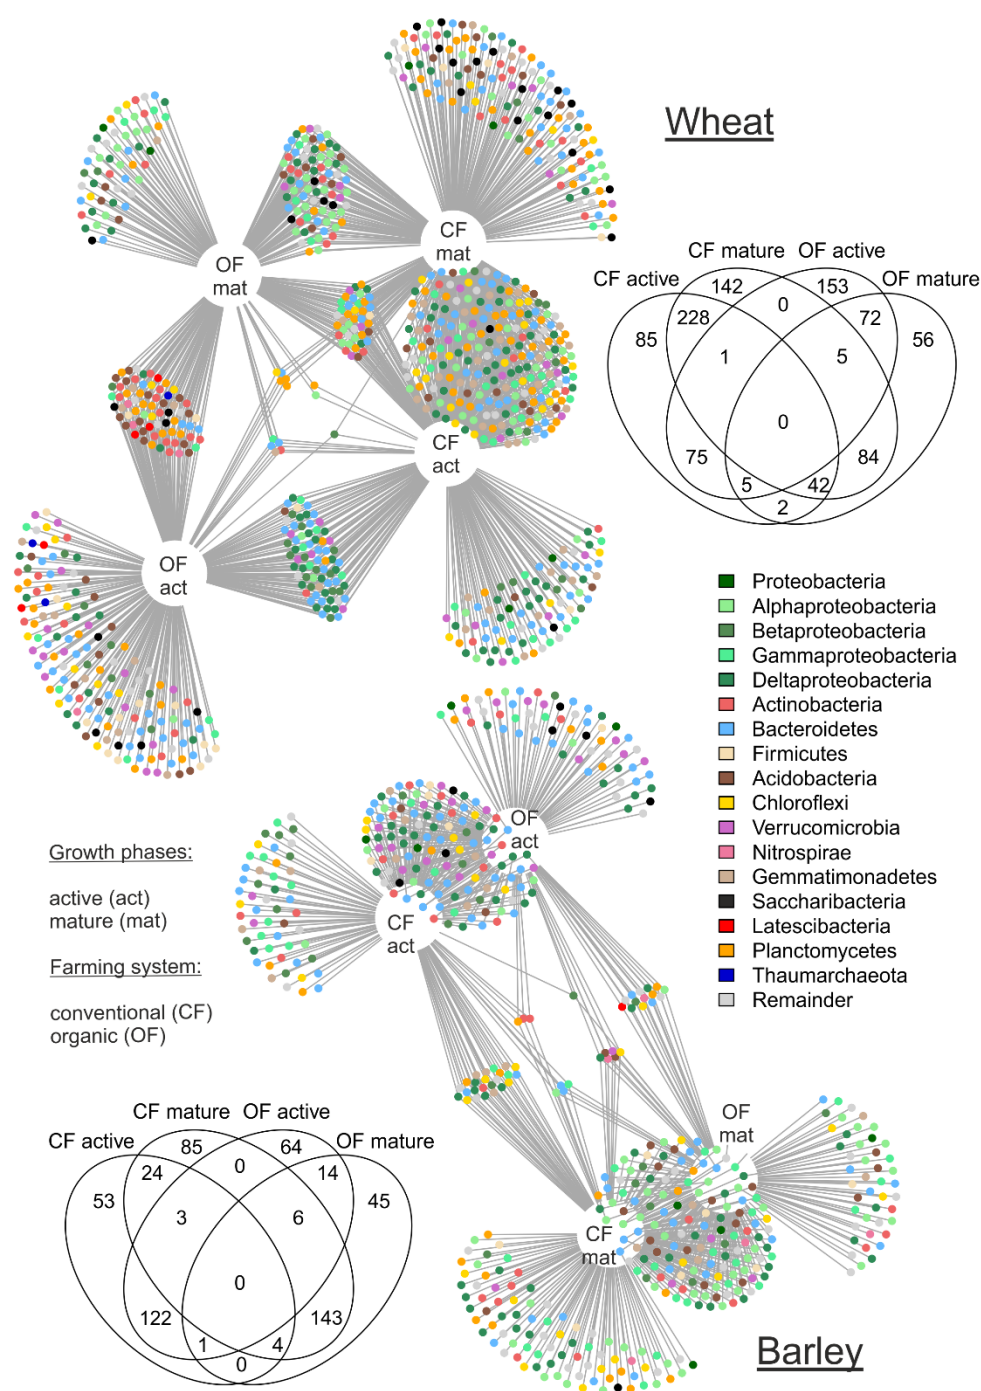 Wheat
CF
mat
OF
mat
CF
act
OF
act
CF mature OF active
CF active
OF mature
142
153
0
228
72
85
56
1
5
0
75
84
5
42
2
Proteobacteria
Alphaproteobacteria
Betaproteobacteria
Gammaproteobacteria
Deltaproteobacteria
Actinobacteria
Bacteroidetes
Firmicutes
Acidobacteria
Chloroflexi
Verrucomicrobia
Nitrospirae
Gemmatimonadetes
Saccharibacteria
Latescibacteria
Planctomycetes
Thaumarchaeota
Remainder
Growth phases:
active (act)
mature (mat)
Farming system:
conventional (CF)
organic (OF)
OF
act
CF
act
OF
mat
CF
mat
CF mature OF active
CF active
OF mature
85
64
0
24
14
53
45
3
6
0
122
143
1
4
0
Barley